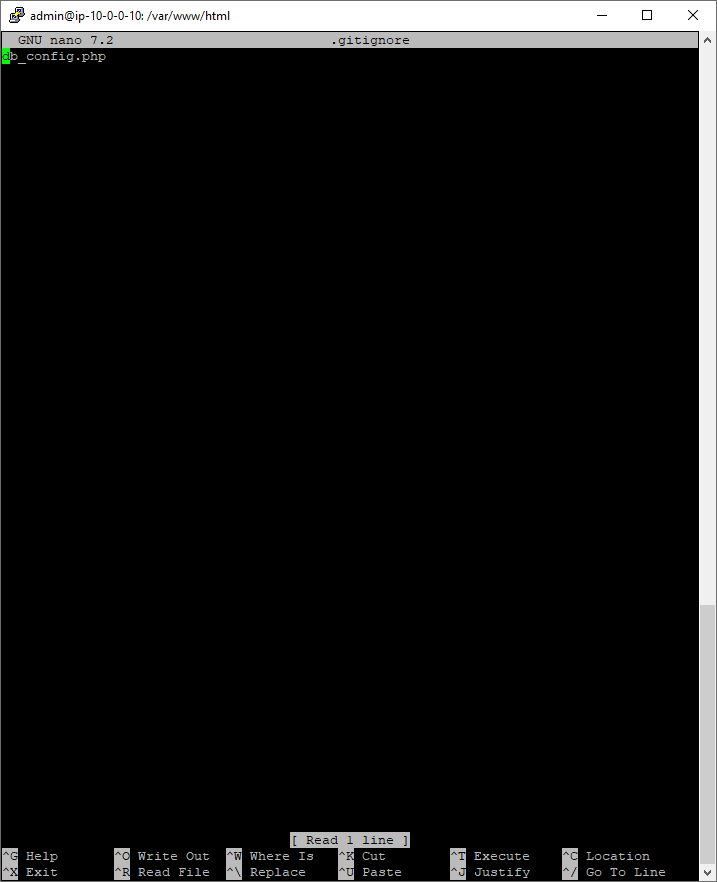 admin@ip-10-0-0-10: /var/www/html
GNU nano 7.2 .gitignore
db_config.php
[ Read 1 line ]
^G Help ^O Write Out ^W Where Is ^K Cut ^T Execute ^C Location
^X Exit ^R Read File ^\ Replace ^U Paste ^J Justify ^/ Go To Line